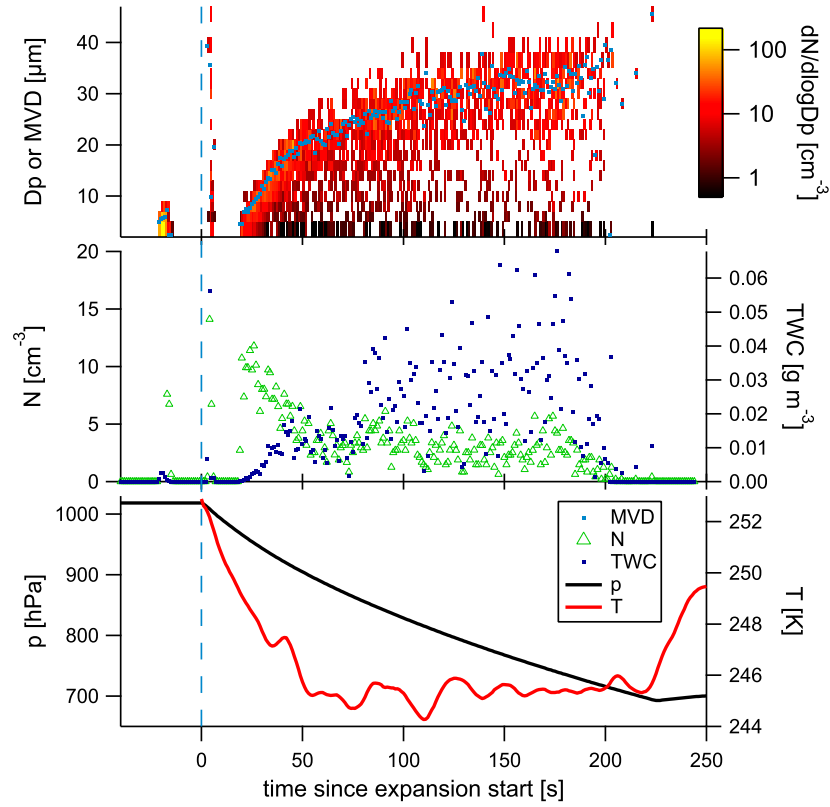 40
30
20
10
Dp or MVD [µm]
100
10
1
dN/dlogDp [cm⁻³]
20
15
10
5
0
N [cm⁻³]
0.06
0.05
0.04
0.03
0.02
0.01
0.00
TWC [g m⁻³]
1000
900
800
700
p [hPa]
MVD
N
TWC
p
T
252
250
248
246
244
T [K]
0
50
100
150
200
250
time since expansion start [s]